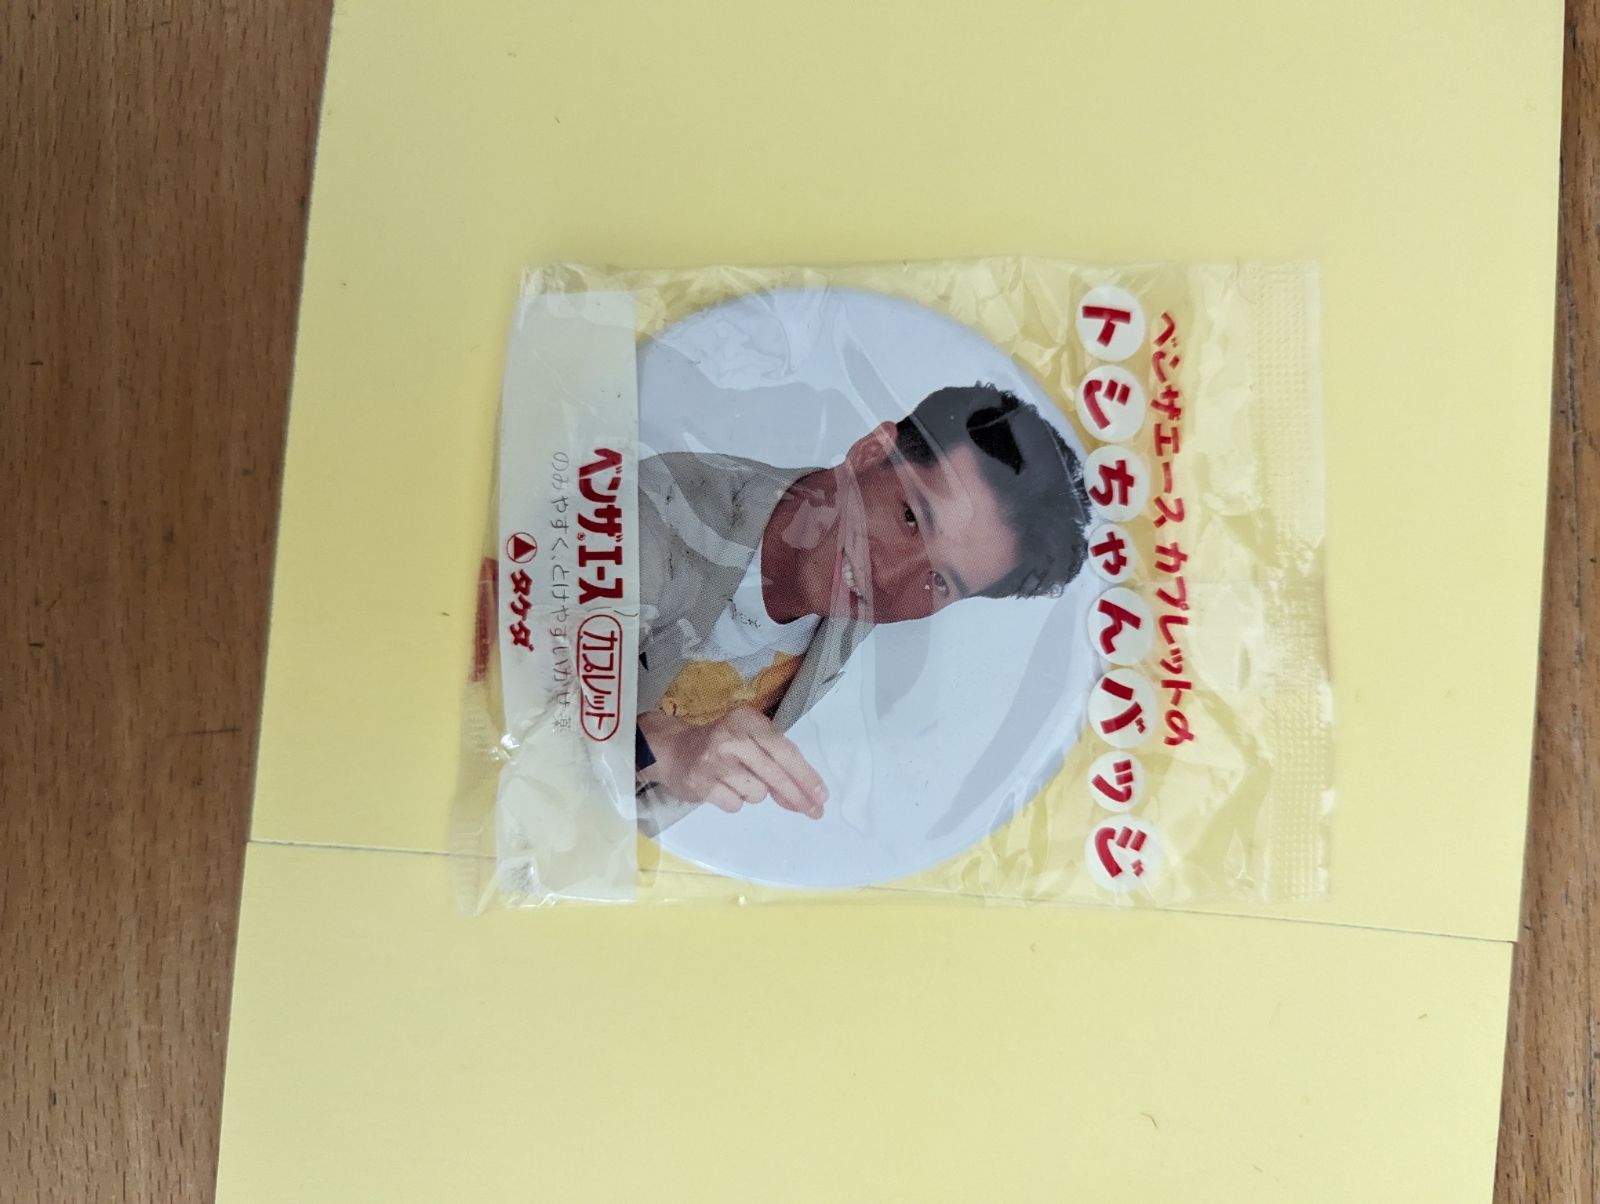 ベンザエース カプレットの
トシちゃんバッジ
ベンザエース カプレット
のみやすく、とけやすいかぜ薬
タケダ